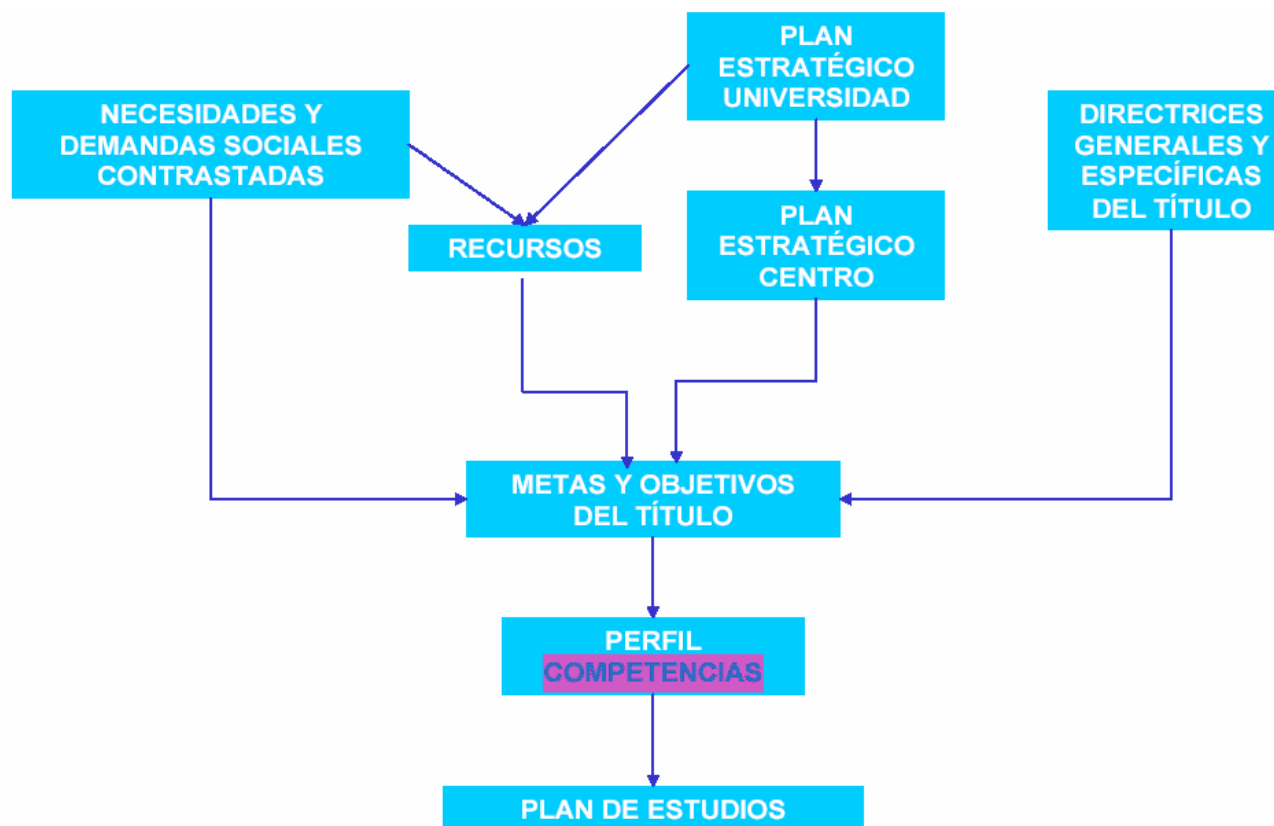 PLAN
ESTRATÉGICO
UNIVERSIDAD
NECESIDADES Y
DEMANDAS SOCIALES
CONTRASTADAS
DIRECTRICES
GENERALES Y
ESPECÍFICAS
DEL TÍTULO
RECURSOS
PLAN
ESTRATÉGICO
CENTRO
METAS Y OBJETIVOS
DEL TÍTULO
PERFIL
COMPETENCIAS
PLAN DE ESTUDIOS